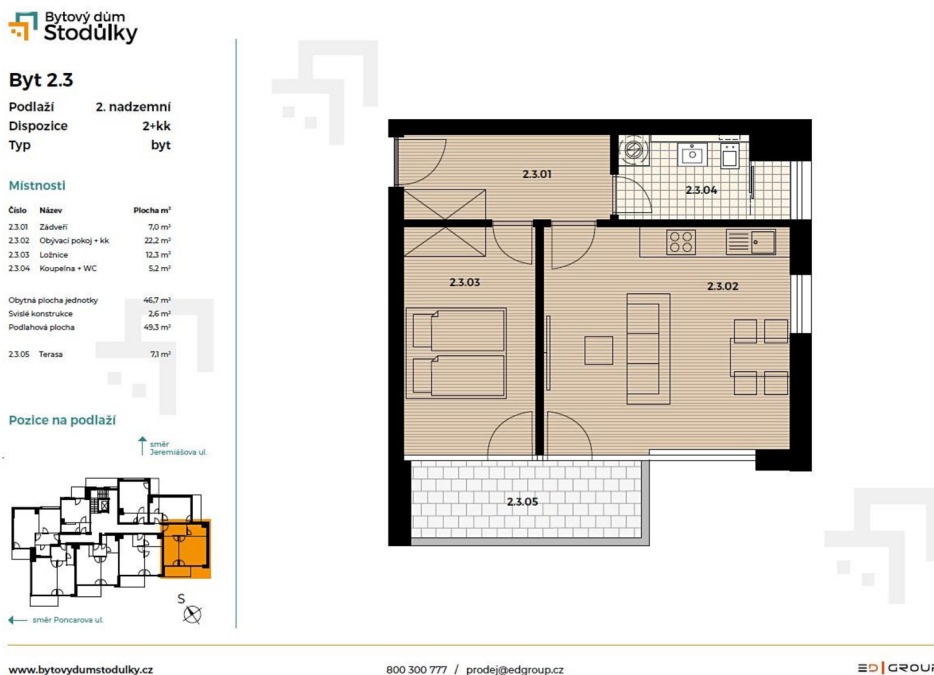 Bytový dům
Stodůlky
Byt 2.3
Podlaží 2. nadzemní
Dispozice 2+kk
Typ byt
Místnosti
Číslo Název Plocha m²
2.3.01 Zádveří 7,0 m²
2.3.02 Obývací pokoj + kk 22,2 m²
2.3.03 Ložnice 12,3 m²
2.3.04 Koupelna + WC 5,2 m²
Obytná plocha jednotky 46,7 m²
Svislé konstrukce 2,6 m²
Podlahová plocha 49,3 m²
2.3.05 Terasa 7,1 m²
Pozice na podlaží
směr
Jeremiášova ul.
S
směr Poncarova ul.
2.3.01
2.3.04
2.3.03
2.3.02
2.3.05
www.bytovydumstodulky.cz
800 300 777 / prodej@edgroup.cz
ED GROUP